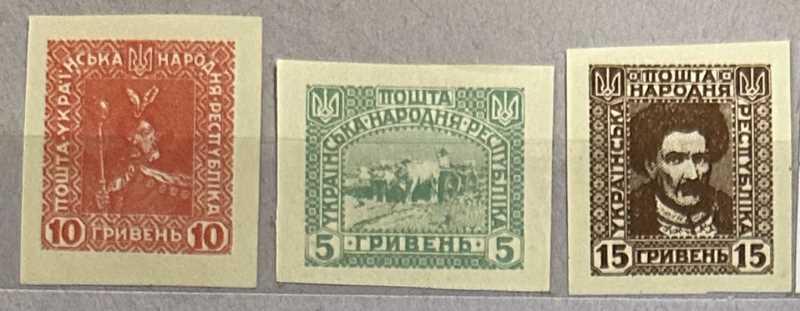 ПОШТА·УКРАЇНСЬКА НАРОДНЯ·РЕСПУБЛІКА
10 ГРИВЕНЬ 10
ПОШТА
УКРАЇНСЬКА·НАРОДНЯ·РЕСПУБЛІКА
5 ГРИВЕНЬ 5
ПОШТА
НАРОДНЯ
УКРАЇНСЬКА
РЕСПУБЛІКА
15 ГРИВЕНЬ 15